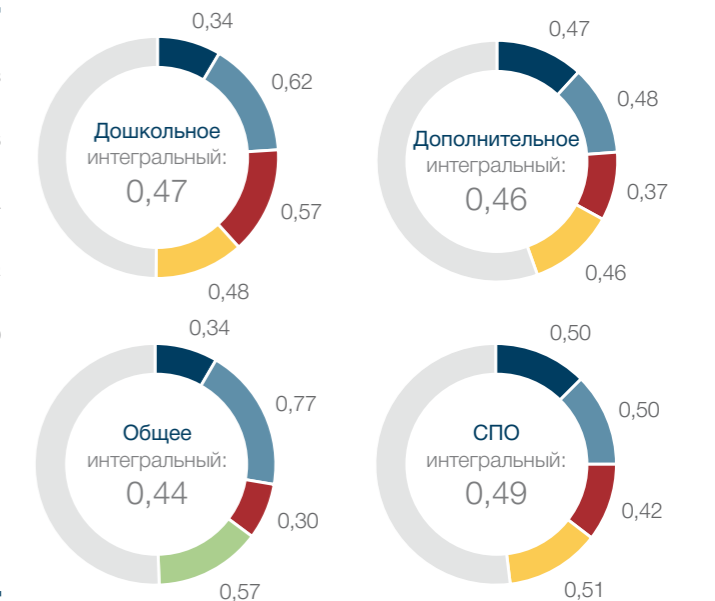 0,34
0,62
Дошкольное
интегральный:
0,47
0,57
0,48
0,47
0,48
Дополнительное
интегральный:
0,46
0,37
0,46
0,34
0,77
Общее
интегральный:
0,44
0,30
0,57
0,50
0,50
СПО
интегральный:
0,49
0,42
0,51